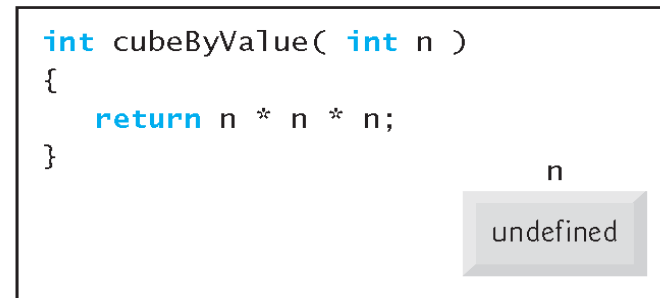 int cubeByValue( int n )
{
   return n * n * n;
}
n
undefined